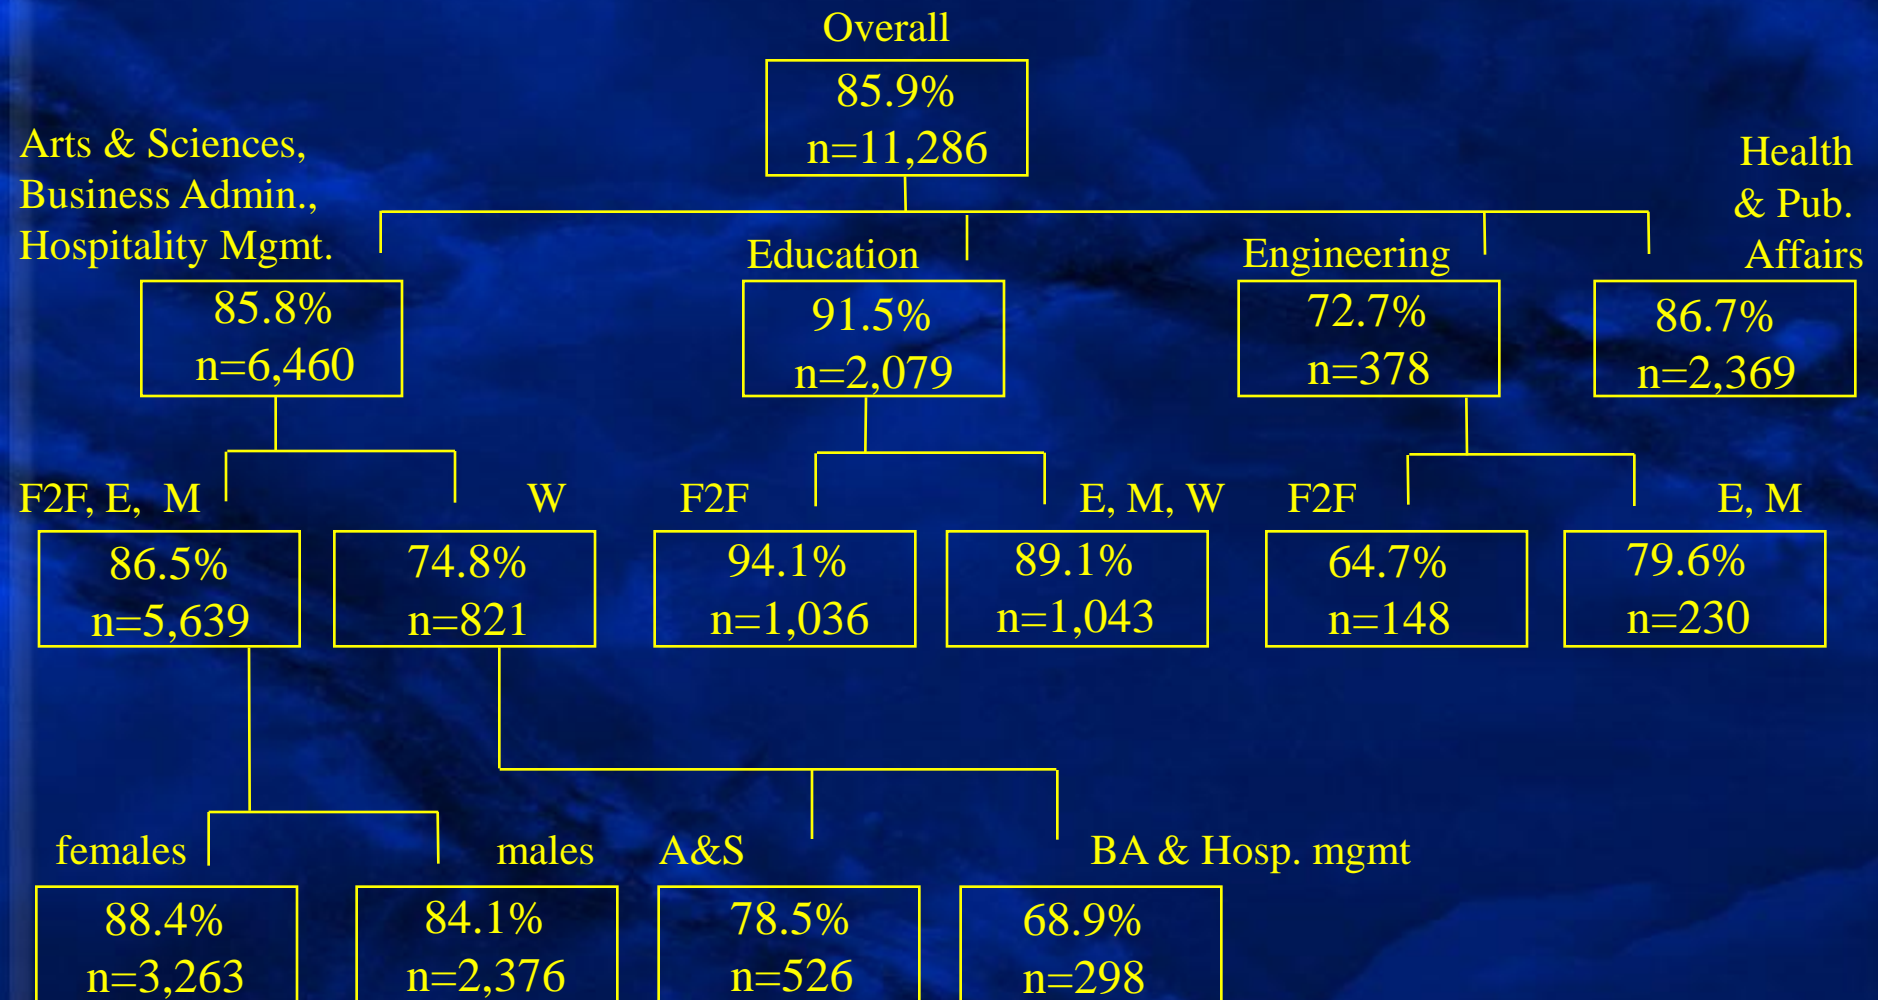 Overall
85.9%
n=11,286
Arts & Sciences,
Business Admin.,
Hospitality Mgmt.
85.8%
n=6,460
Education
91.5%
n=2,079
Engineering
72.7%
n=378
Health
& Pub.
Affairs
86.7%
n=2,369
F2F, E, M
86.5%
n=5,639
W
74.8%
n=821
F2F
94.1%
n=1,036
E, M, W
89.1%
n=1,043
F2F
64.7%
n=148
E, M
79.6%
n=230
females
88.4%
n=3,263
males
84.1%
n=2,376
A&S
78.5%
n=526
BA & Hosp. mgmt
68.9%
n=298